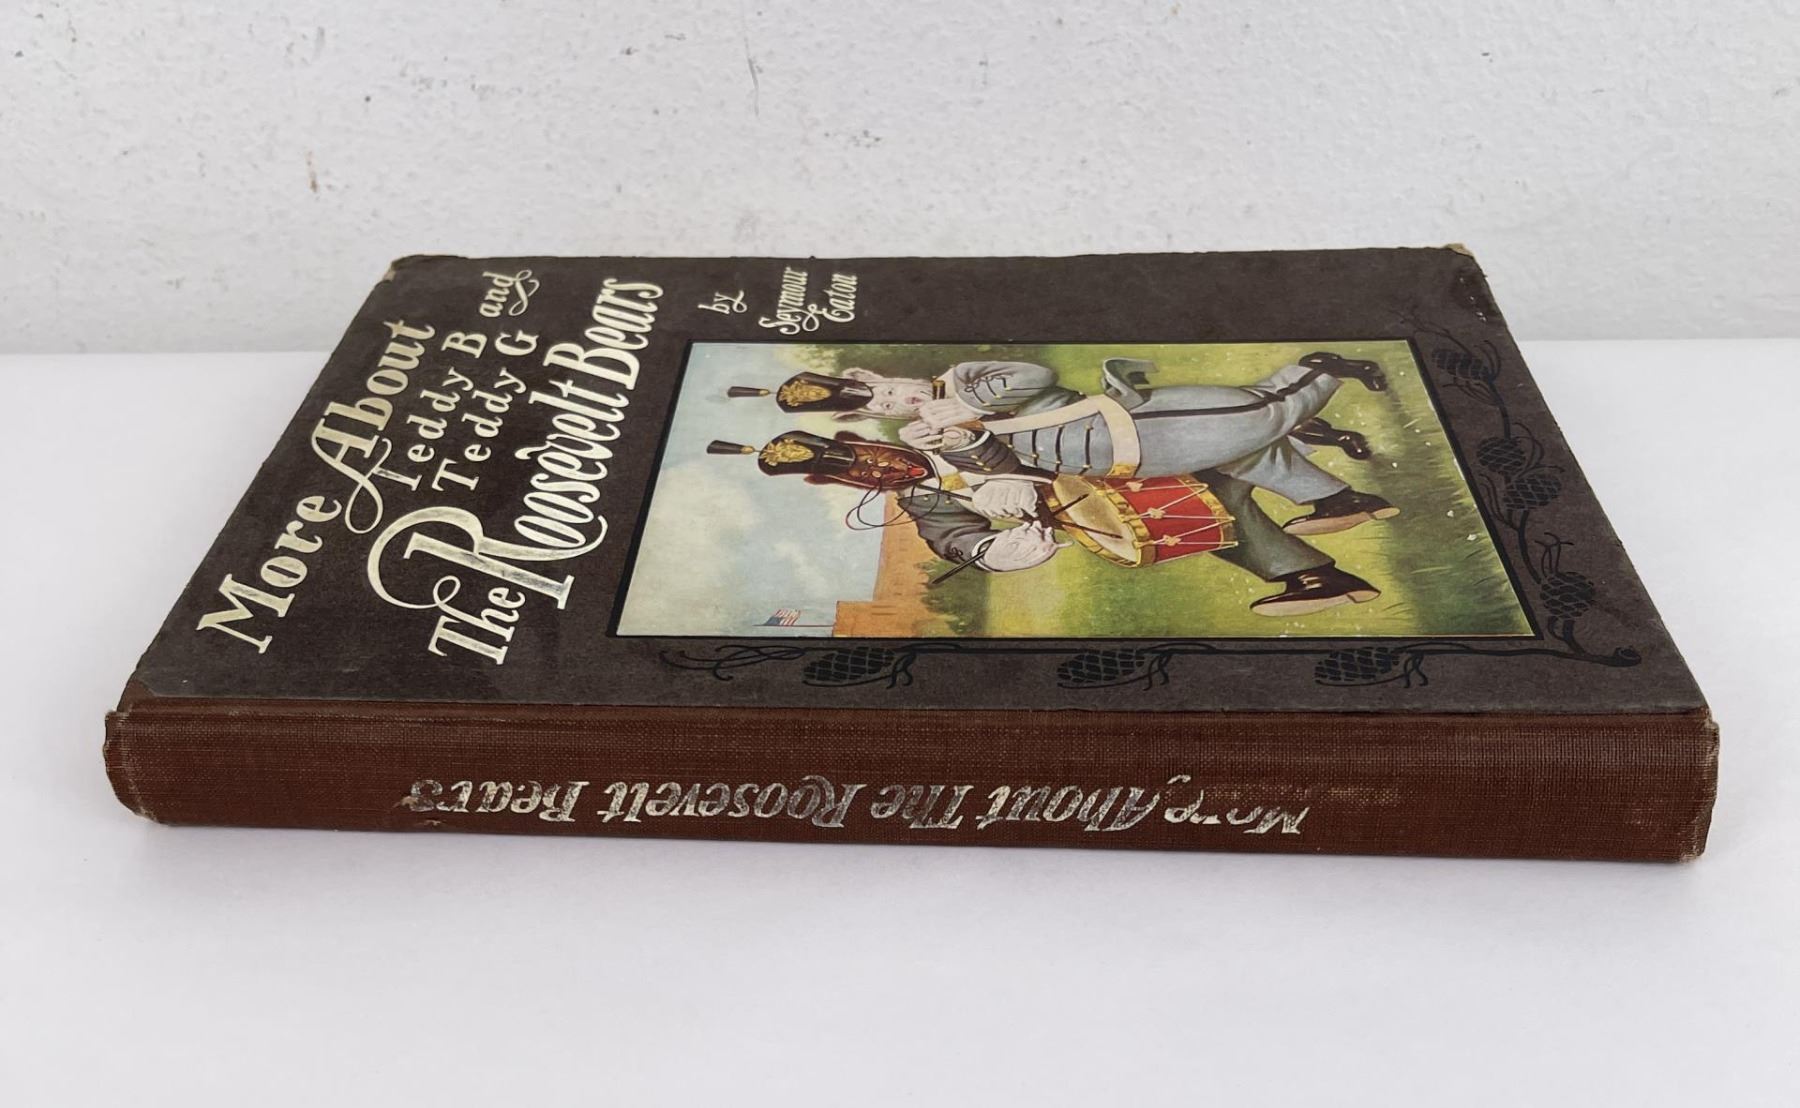 More About
Teddy B and
Teddy G
The Roosevelt Bears
by
Seymour
Eaton
More About The Roosevelt Bears